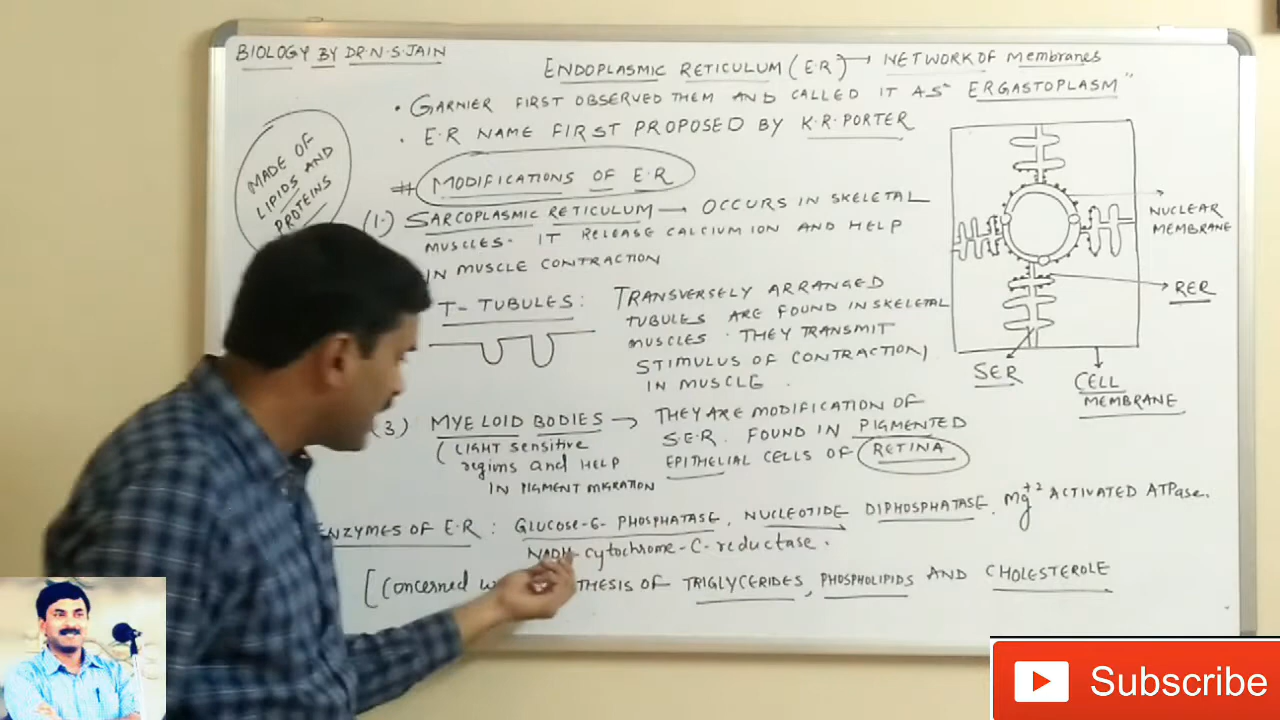 BIOLOGY BY DR.N.S.JAIN
ENDOPLASMIC RETICULUM (E.R) → NETWORK OF Membranes
• GARNIER FIRST OBSERVED THEM AND CALLED IT AS "ERGASTOPLASM"
• E.R NAME FIRST PROPOSED BY K.R.PORTER
MADE OF
LIPIDS AND
PROTEINS
# MODIFICATIONS OF E.R
(1.) SARCOPLASMIC RETICULUM → OCCURS IN SKELETAL
MUSCLES. IT RELEASE CALCIUM ION AND HELP
IN MUSCLE CONTRACTION
T-TUBULES: TRANSVERSELY ARRANGED
TUBULES ARE FOUND IN SKELETAL
MUSCLES. THEY TRANSMIT
STIMULUS OF CONTRACTION
IN MUSCLE.
(3) MYELOID BODIES → THEY ARE MODIFICATION OF
S.E.R. FOUND IN PIGMENTED
EPITHELIAL CELLS OF RETINA
(LIGHT sensitive
regions and HELP
IN PIGMENT MIGRATION
ENZYMES OF E.R: GLUCOSE-6-PHOSPHATASE, NUCLEOTIDE DIPHOSPHATASE. Mg+2 ACTIVATED ATPase.
NADH-cytochrome-C-reductase.
[Concerned OF TRIGLYCERIDES, PHOSPHOLIPIDS AND CHOLESTEROLE
NUCLEAR
MEMBRANE
RER
SER
CELL
MEMBRANE
Subscribe